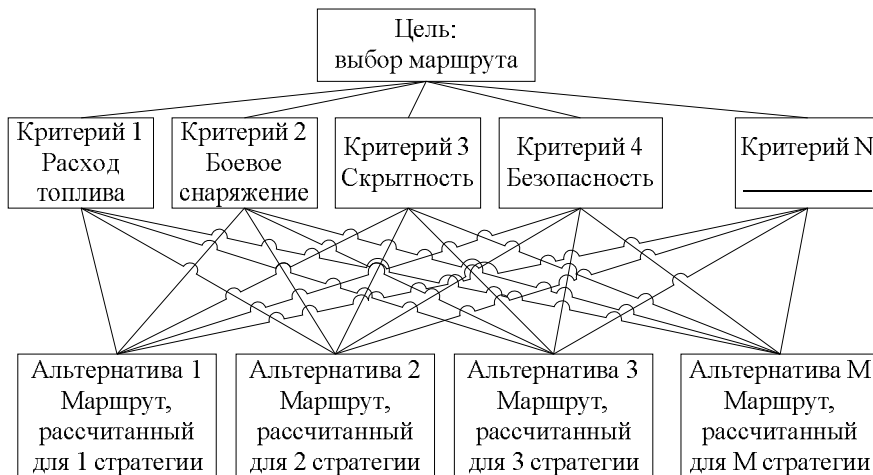 Цель:
выбор маршрута
Критерий 1
Расход
топлива
Критерий 2
Боевое
снаряжение
Критерий 3
Скрытность
Критерий 4
Безопасность
Критерий N
Альтернатива 1
Маршрут,
рассчитанный
для 1 стратегии
Альтернатива 2
Маршрут,
рассчитанный
для 2 стратегии
Альтернатива 3
Маршрут,
рассчитанный
для 3 стратегии
Альтернатива М
Маршрут,
рассчитанный
для М стратегии